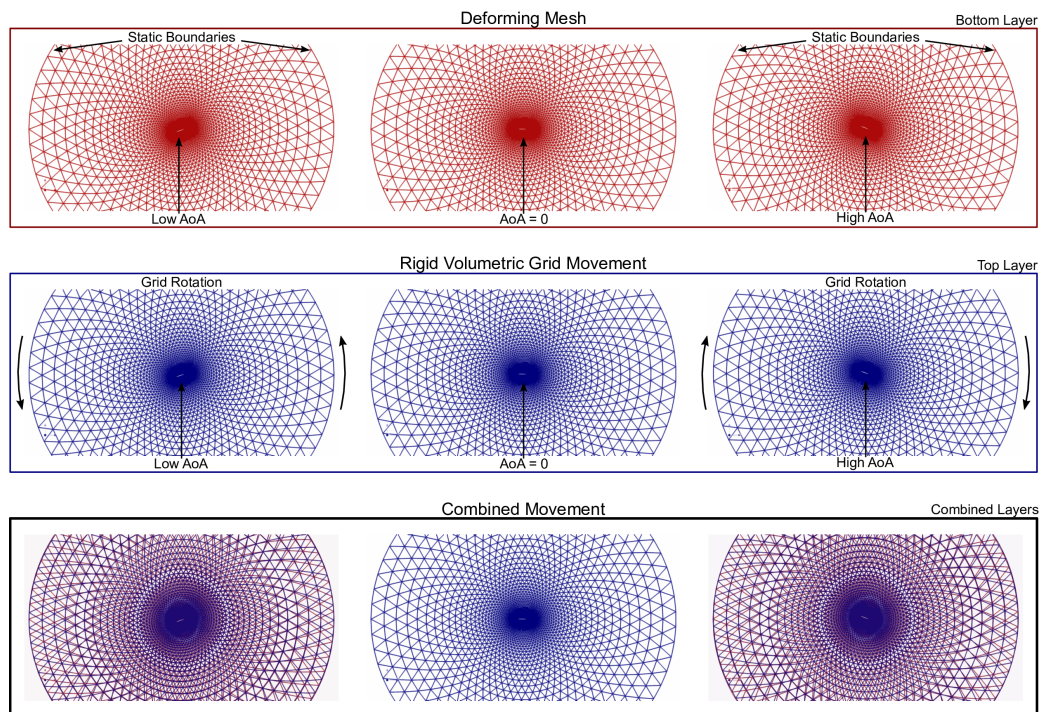 Deforming Mesh
Bottom Layer
Static Boundaries
Static Boundaries
Low AoA
AoA = 0
High AoA
Rigid Volumetric Grid Movement
Top Layer
Grid Rotation
Grid Rotation
Low AoA
AoA = 0
High AoA
Combined Movement
Combined Layers